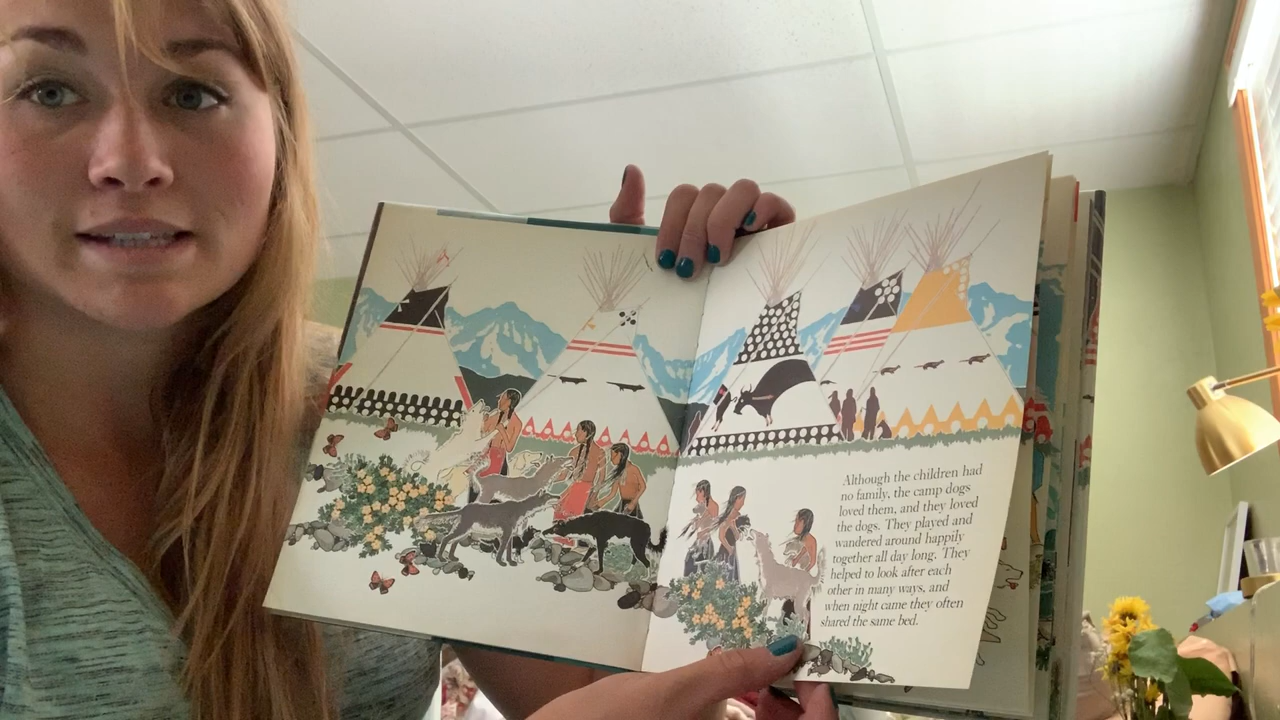 Although the children had
no family, the camp dogs
loved them, and they loved
the dogs. They played and
wandered around happily
together all day long. They
helped to look after each
other in many ways, and
when night came they often
shared the same bed.